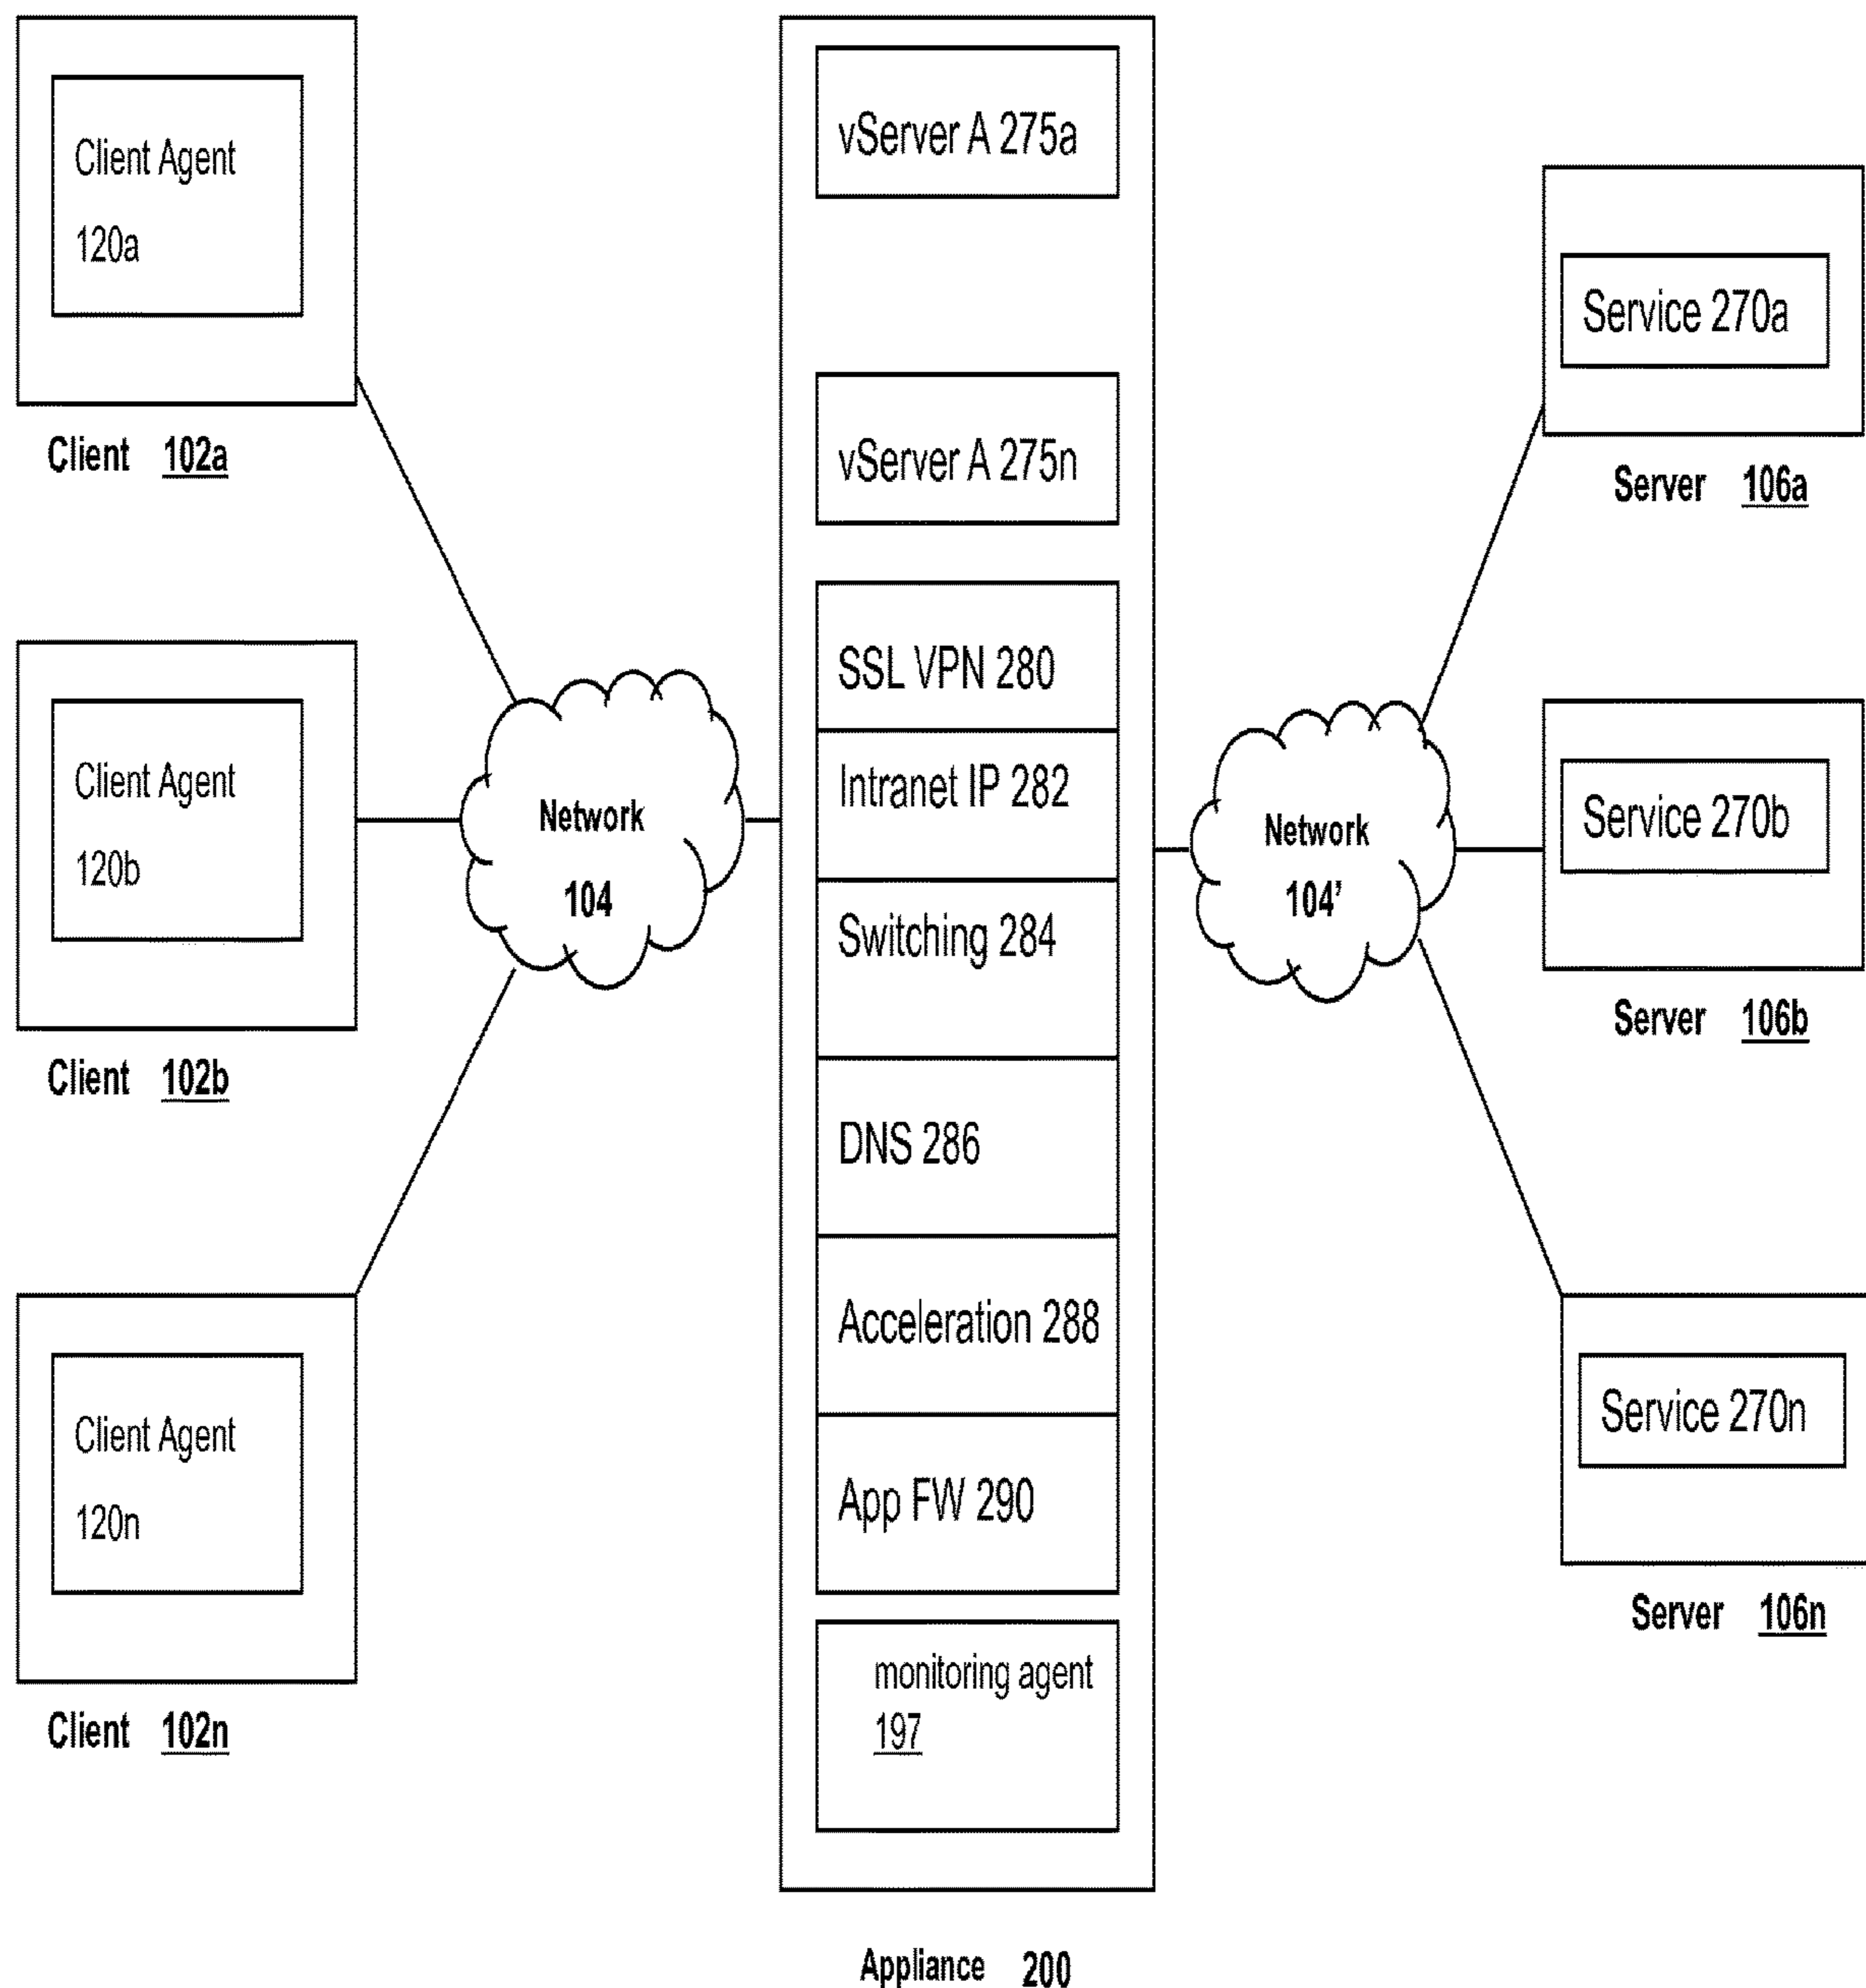 Client Agent
120a
Client 102a
Client Agent
120b
Client 102b
Client Agent
120n
Client 102n
Network
104
vServer A 275a
vServer A 275n
SSL VPN 280
Intranet IP 282
Switching 284
DNS 286
Acceleration 288
App FW 290
monitoring agent
197
Appliance 200
Network
104’
Service 270a
Server 106a
Service 270b
Server 106b
Service 270n
Server 106n